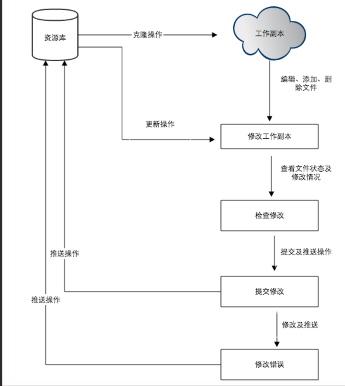 资源库
克隆操作
工作副本
编辑、添加、删
除文件
更新操作
修改工作副本
查看文件状态及
修改情况
检查修改
提交及推送操作
推送操作
提交修改
推送操作
修改及推送
修改错误